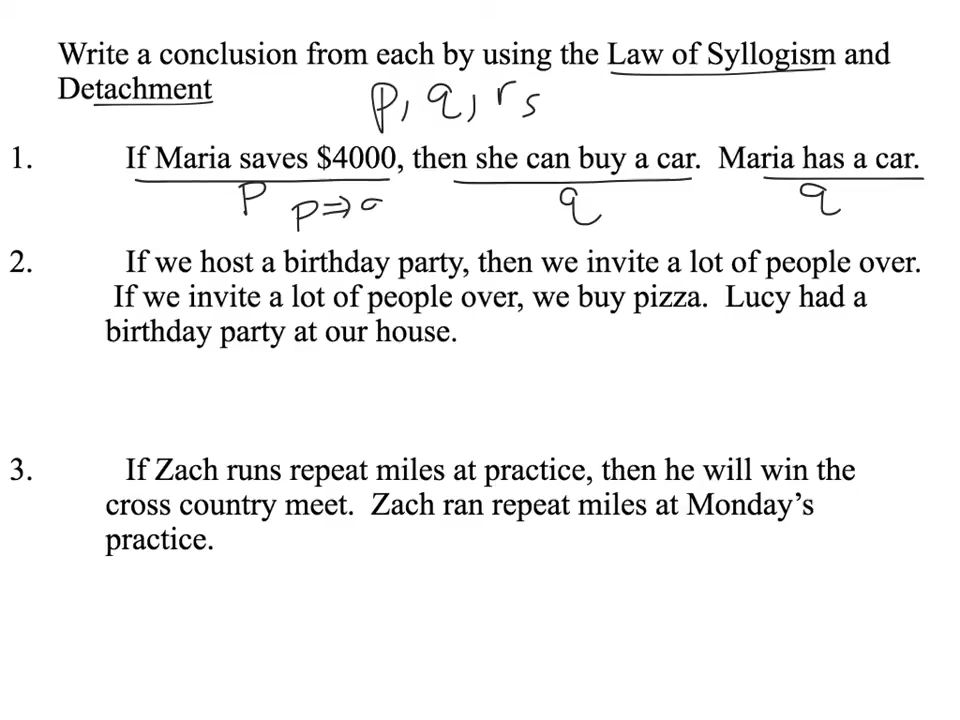 Write a conclusion from each by using the Law of Syllogism and
Detachment
p, q, r s
1. If Maria saves $4000, then she can buy a car. Maria has a car.
P p⇒q q q
2. If we host a birthday party, then we invite a lot of people over.
If we invite a lot of people over, we buy pizza. Lucy had a
birthday party at our house.
3. If Zach runs repeat miles at practice, then he will win the
cross country meet. Zach ran repeat miles at Monday’s
practice.